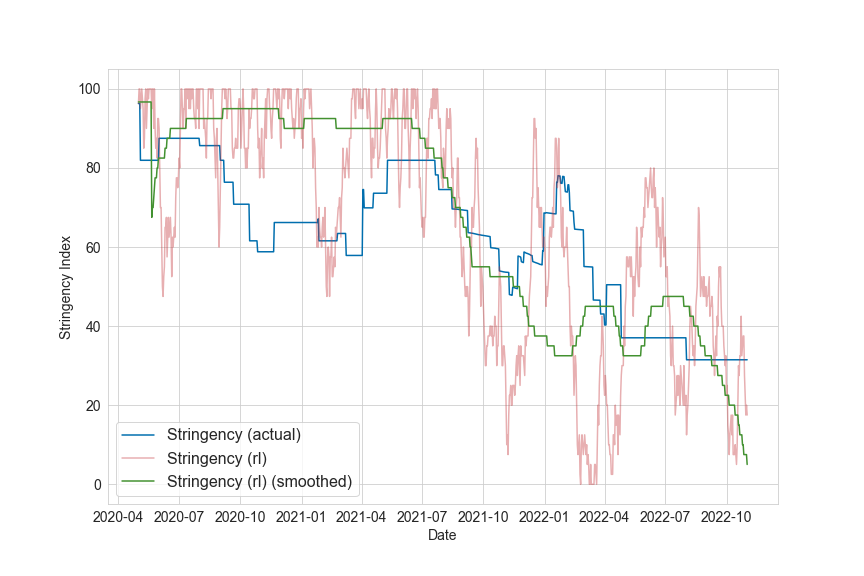 100
80
60
40
20
0
Stringency Index
Stringency (actual)
Stringency (rl)
Stringency (rl) (smoothed)
2020-04 2020-07 2020-10 2021-01 2021-04 2021-07 2021-10 2022-01 2022-04 2022-07 2022-10
Date